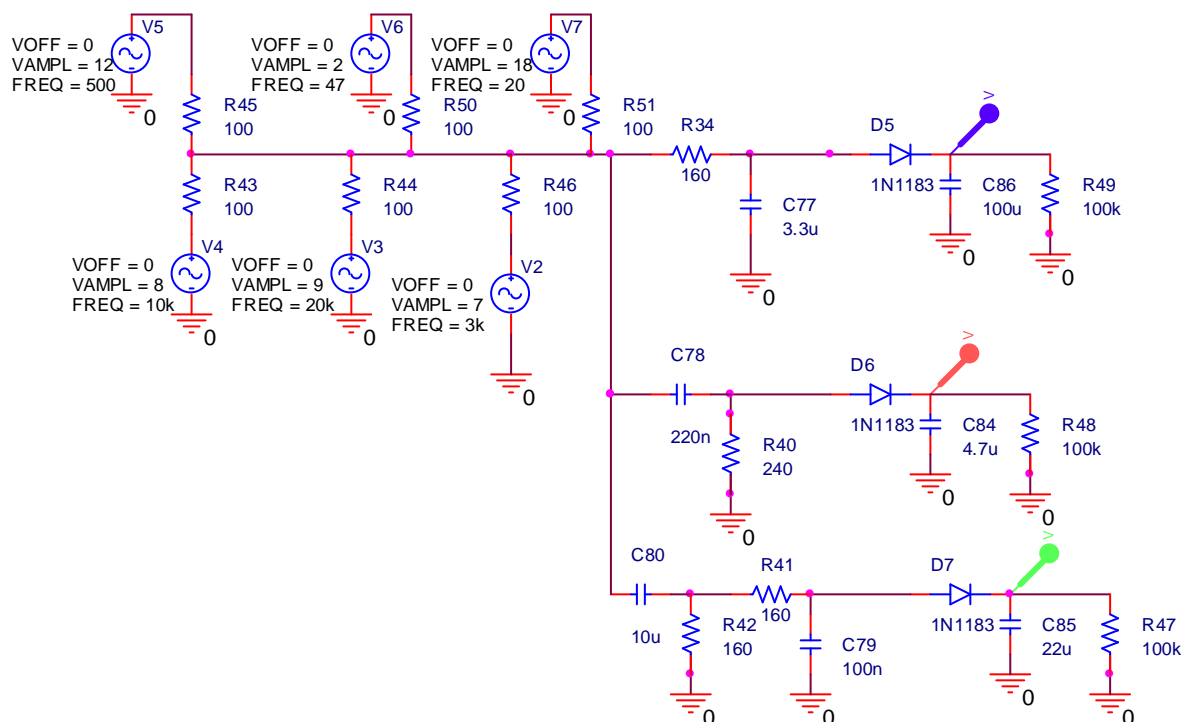 V5
VOFF = 0
VAMPL = 12
FREQ = 500
0
V6
VOFF = 0
VAMPL = 2
FREQ = 47
0
V7
VOFF = 0
VAMPL = 18
FREQ = 20
0
R45
100
R50
100
R51
100
R34
160
D5
1N1183
V
C77
3.3u
0
C86
100u
0
R49
100k
0
R43
100
R44
100
R46
100
V4
VOFF = 0
VAMPL = 8
FREQ = 10k
0
V3
VOFF = 0
VAMPL = 9
FREQ = 20k
0
V2
VOFF = 0
VAMPL = 7
FREQ = 3k
0
C78
220n
R40
240
0
D6
1N1183
V
C84
4.7u
0
R48
100k
0
C80
10u
R42
160
0
R41
160
C79
100n
0
D7
1N1183
V
C85
22u
0
R47
100k
0